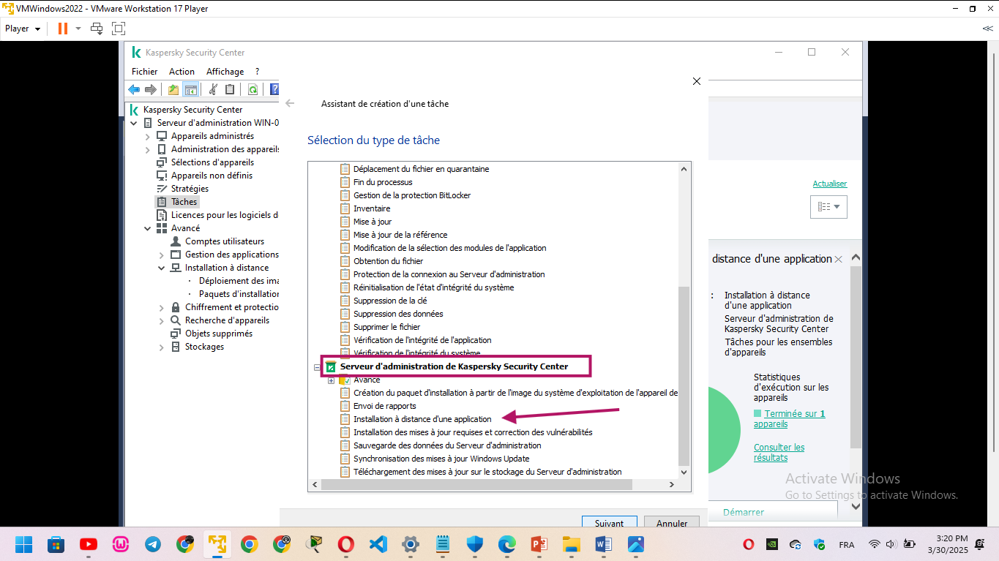 VMWindows2022 - VMware Workstation 17 Player
Player
Kaspersky Security Center
Fichier Action Affichage ?
Assistant de création d'une tâche
Kaspersky Security Center
Serveur d'administration WIN-0
Appareils administrés
Administration des appareils
Sélections d'appareils
Appareils non définis
Stratégies
Tâches
Licences pour les logiciels d
Avancé
Comptes utilisateurs
Gestion des applications
Installation à distance
Déploiement des ima
Paquets d'installation
Chiffrement et protectio
Recherche d'appareils
Objets supprimés
Stockages
Sélection du type de tâche
Déplacement du fichier en quarantaine
Fin du processus
Gestion de la protection BitLocker
Inventaire
Mise à jour
Mise à jour de la référence
Modification de la sélection des modules de l'application
Obtention du fichier
Protection de la connexion au Serveur d'administration
Réinitialisation de l'état d'intégrité du système
Suppression de la clé
Suppression des données
Supprimer le fichier
Vérification de l'intégrité de l'application
Vérification de l'intégrité du système
Serveur d'administration de Kaspersky Security Center
Avancé
Création du paquet d'installation à partir de l'image du système d'exploitation de l'appareil de
Envoi de rapports
Installation à distance d'une application
Installation des mises à jour requises et correction des vulnérabilités
Sauvegarde des données du Serveur d'administration
Synchronisation des mises à jour Windows Update
Téléchargement des mises à jour sur le stockage du Serveur d'administration
Suivant Annuler
Actualiser
distance d'une application
: Installation à distance
d'une application
Serveur d'administration de
Kaspersky Security Center
Tâches pour les ensembles
d'appareils
Statistiques
d'exécution sur les
appareils
Terminée sur 1
appareils
Consulter les
résultats
Activate Windows
Go to Settings to activate Windows.
Démarrer
FRA
3:20 PM
3/30/2025